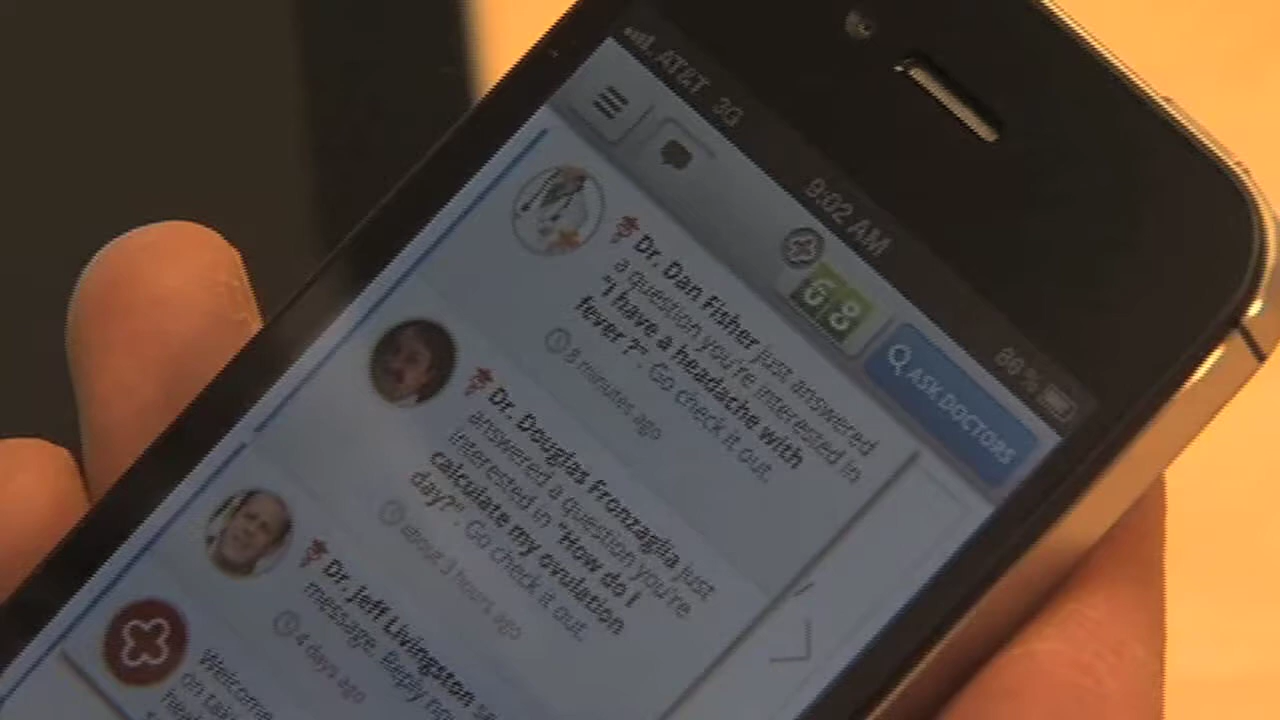 AT&T 3G 9:02 AM 86%
68
ASK DOCTORS
Dr. Dan Fisher just answered
a question you're interested in
"I have a headache with
fever ?". Go check it out.
8 minutes ago
Dr. Douglas Fronzaglia just
answered a question you're
interested in "How do I
calculate my ovulation
day?". Go check it out.
about 3 hours ago
Dr. Jeff Livingston
message. Reply
4 days ago
Welcome
on